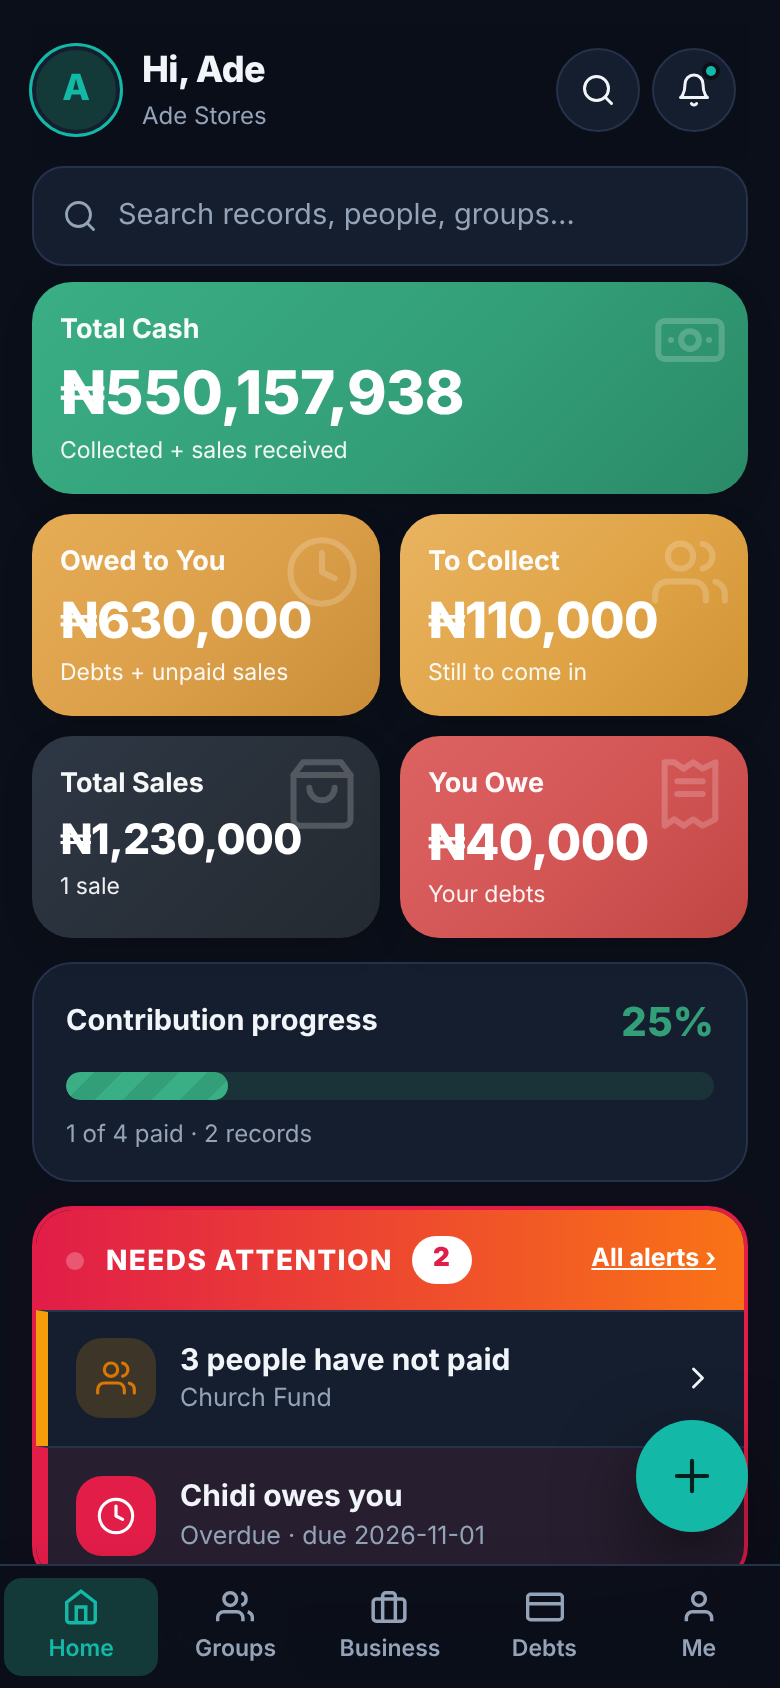 A
Hi, Ade
Ade Stores
Search records, people, groups...
Total Cash
₦550,157,938
Collected + sales received
Owed to You
₦630,000
Debts + unpaid sales
To Collect
₦110,000
Still to come in
Total Sales
₦1,230,000
1 sale
You Owe
₦40,000
Your debts
Contribution progress
25%
1 of 4 paid · 2 records
NEEDS ATTENTION 2
All alerts ›
3 people have not paid
Church Fund
Chidi owes you
Overdue · due 2026-11-01
Home
Groups
Business
Debts
Me